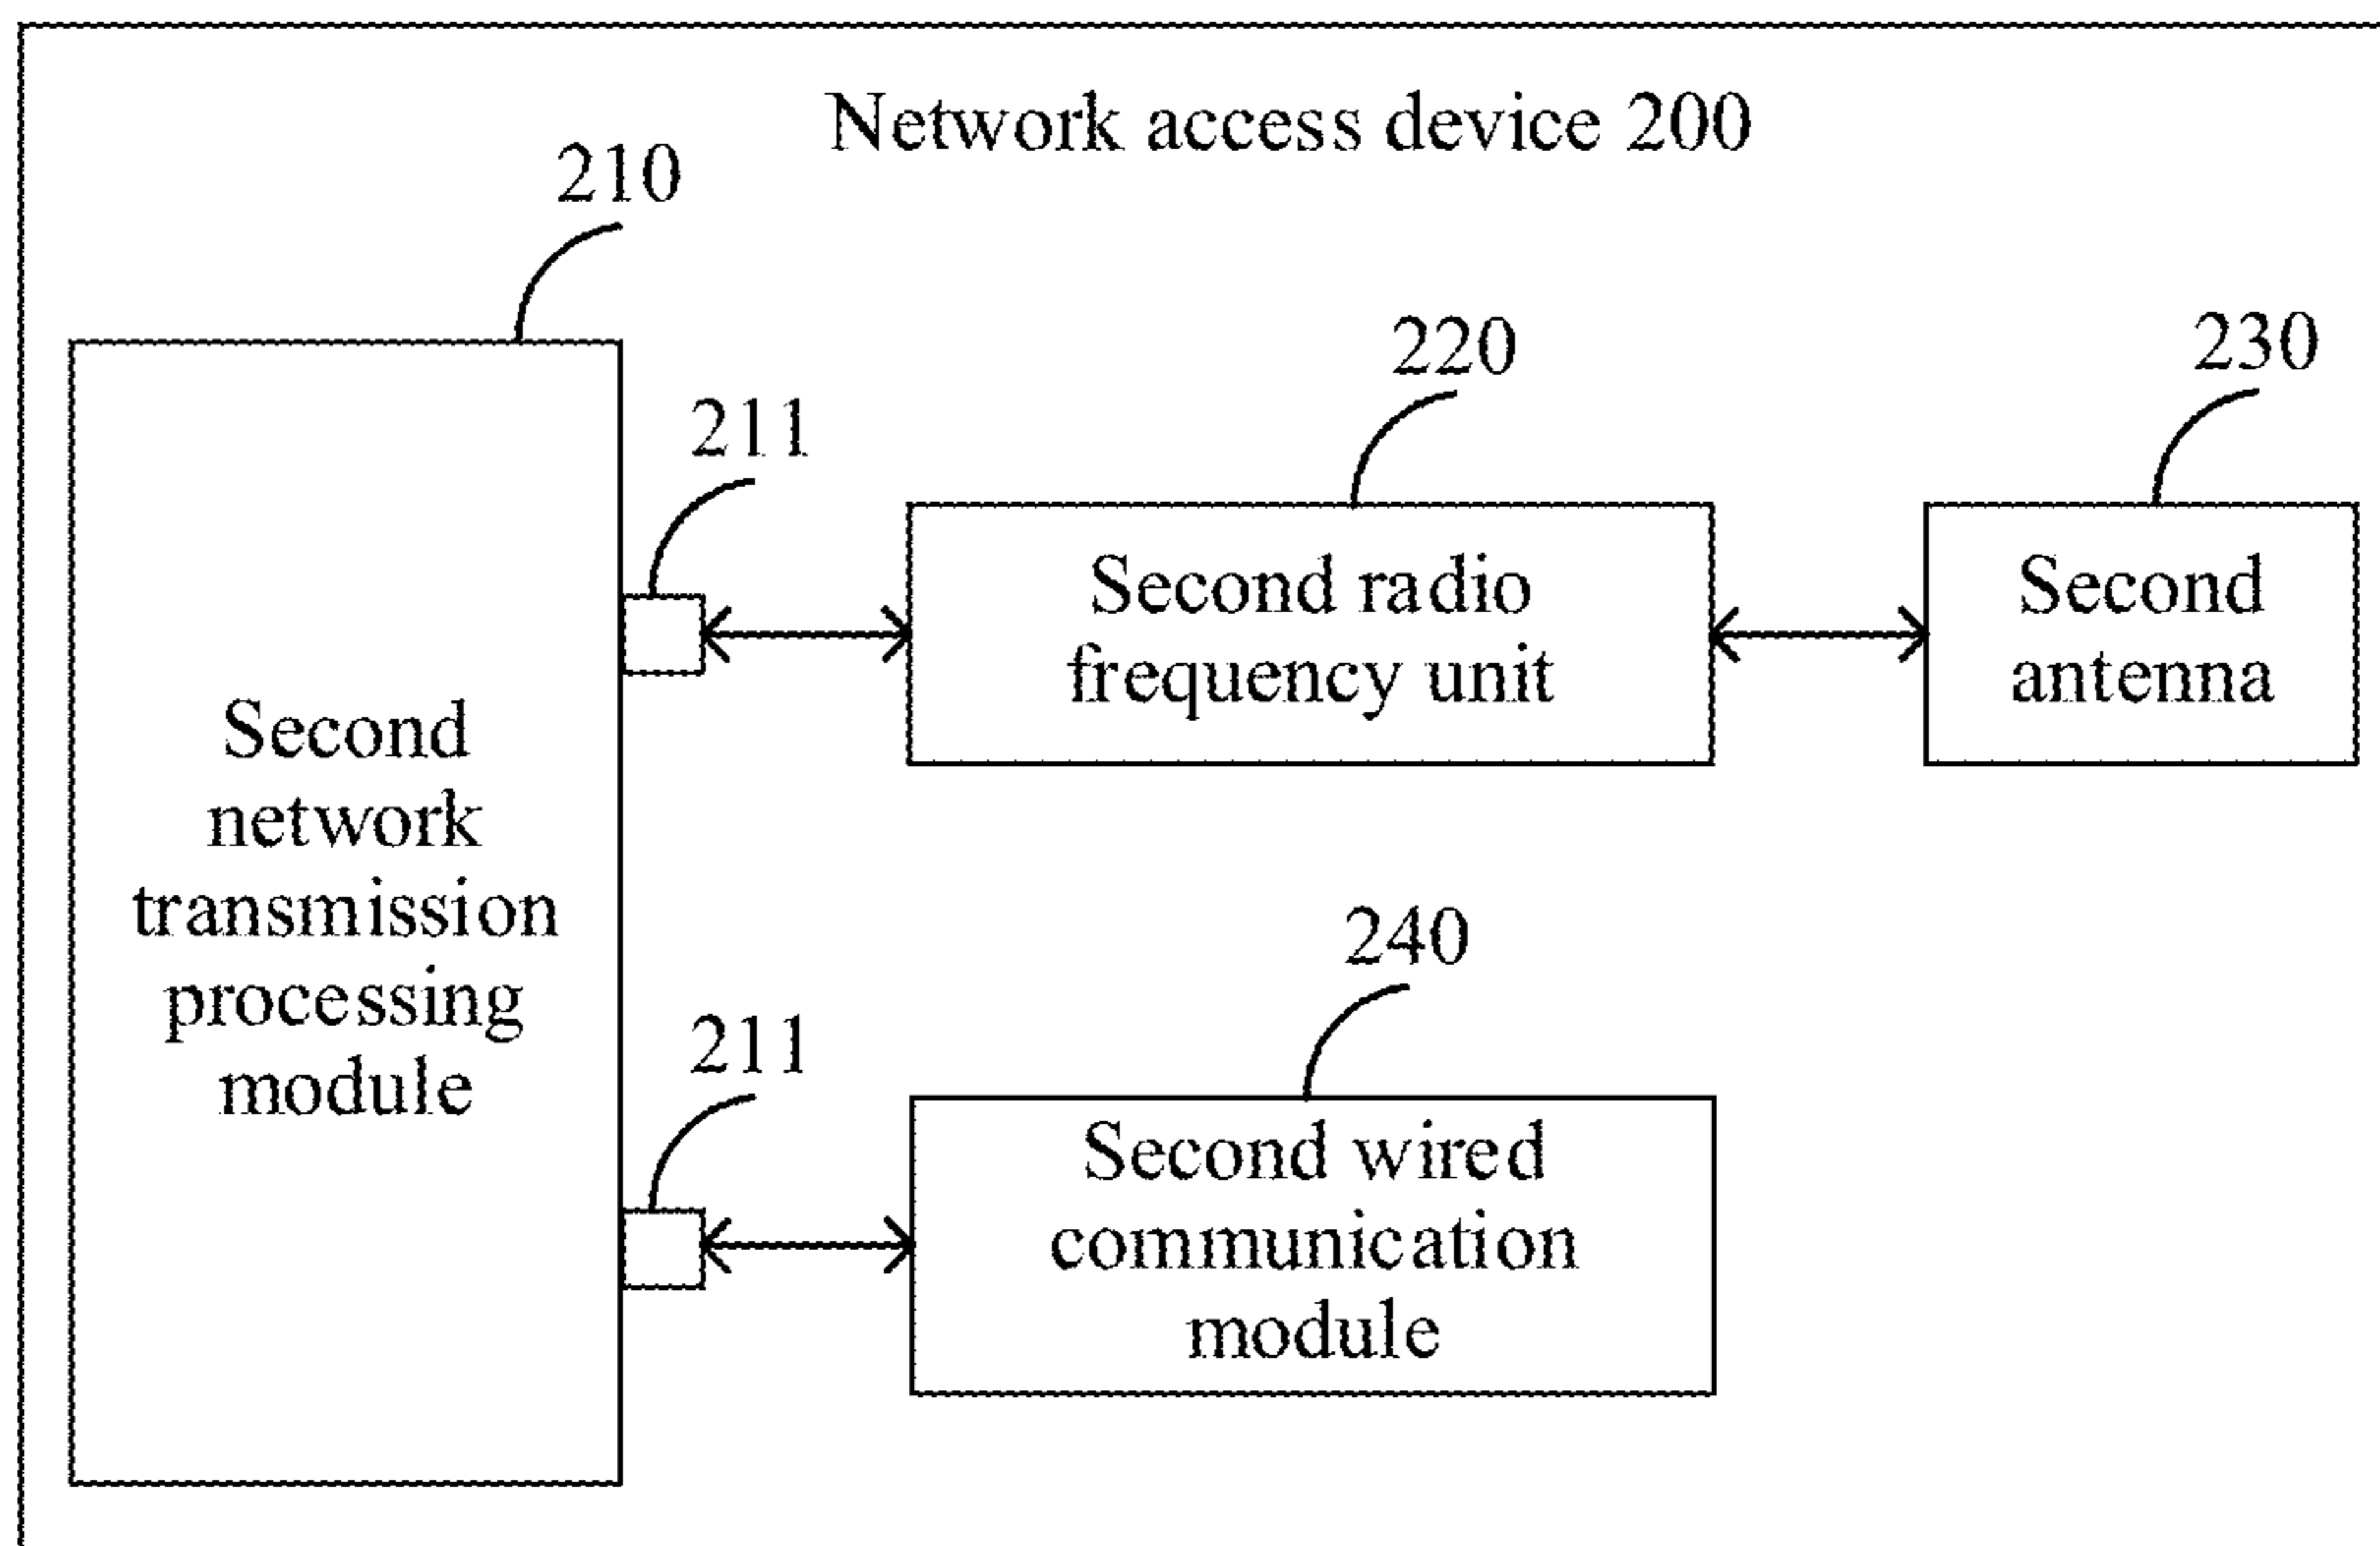 Network access device 200
210
220
230
211
Second radio
frequency unit
Second
antenna
Second
network
transmission
processing
module
240
211
Second wired
communication
module